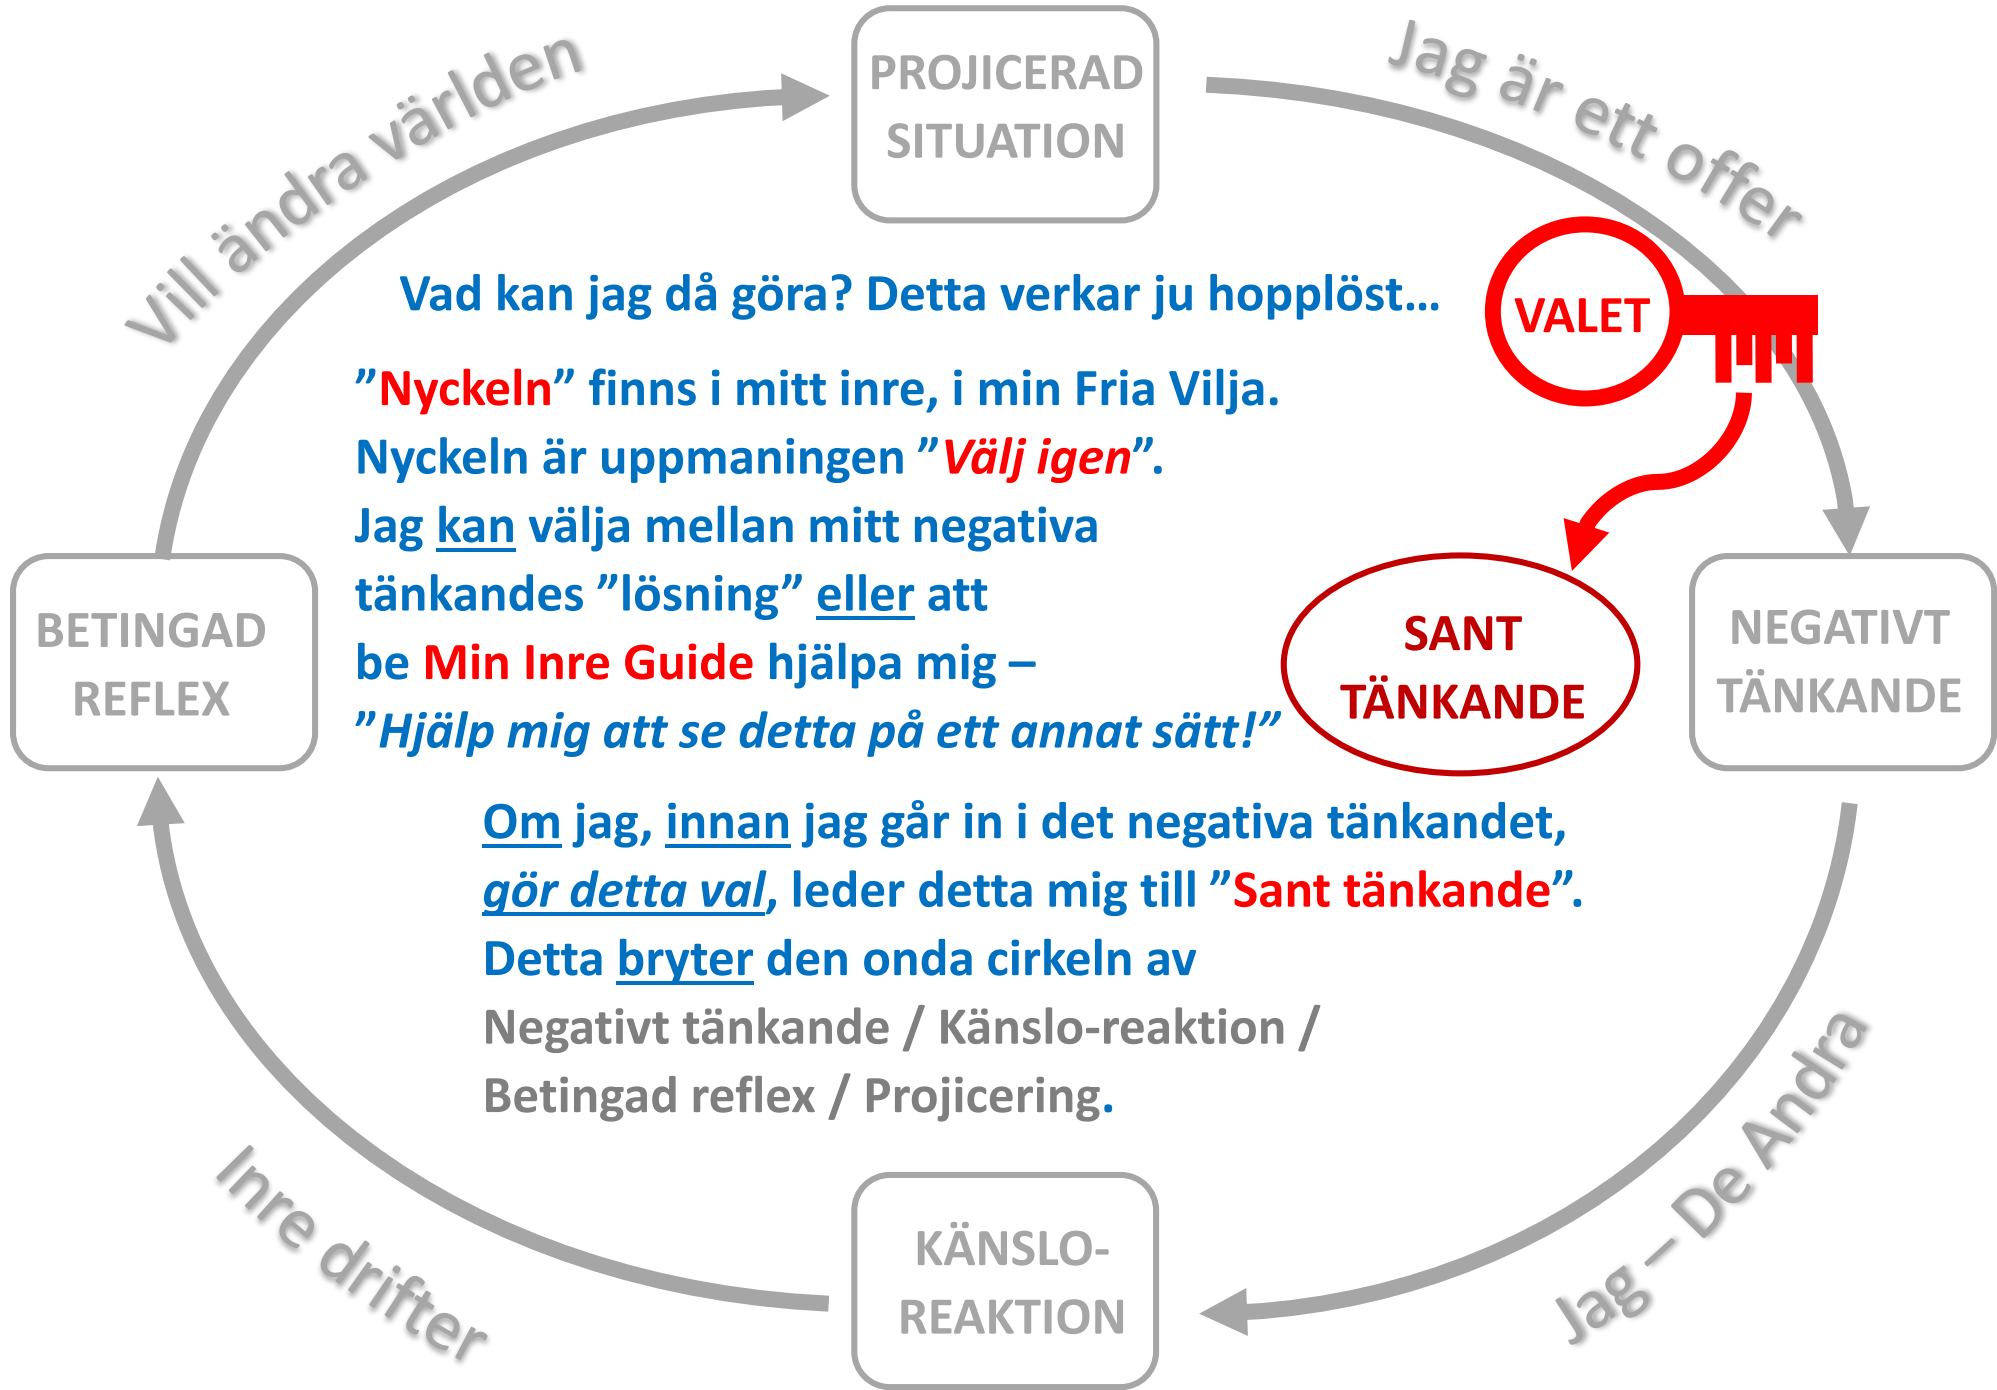 Vill ändra världen
PROJICERAD
SITUATION
Jag är ett offer
Vad kan jag då göra? Detta verkar ju hopplöst…
VALET
”Nyckeln” finns i mitt inre, i min Fria Vilja.
Nyckeln är uppmaningen ”Välj igen”.
Jag kan välja mellan mitt negativa
tänkandes ”lösning” eller att
be Min Inre Guide hjälpa mig –
”Hjälp mig att se detta på ett annat sätt!”
BETINGAD
REFLEX
SANT
TÄNKANDE
NEGATIVT
TÄNKANDE
Om jag, innan jag går in i det negativa tänkandet,
gör detta val, leder detta mig till ”Sant tänkande”.
Detta bryter den onda cirkeln av
Negativt tänkande / Känslo-reaktion /
Betingad reflex / Projicering.
Inre drifter
KÄNSLO-
REAKTION
Jag – De Andra